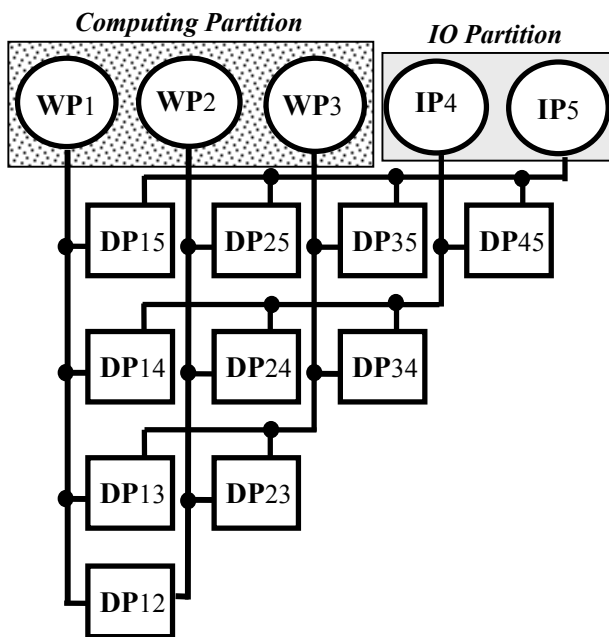 Computing Partition
IO Partition
WP1 WP2 WP3 IP4 IP5
DP15 DP25 DP35 DP45
DP14 DP24 DP34
DP13 DP23
DP12